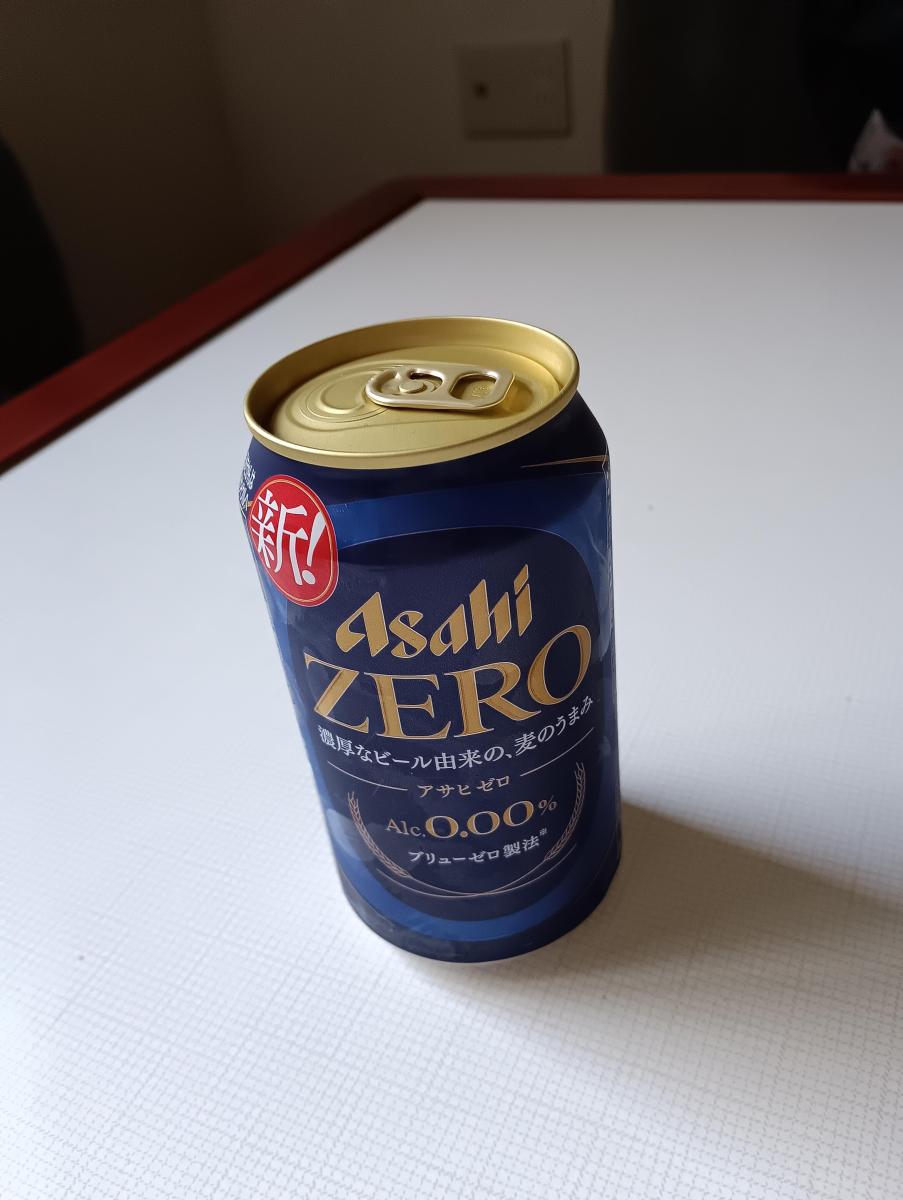 新!
Asahi
ZERO
濃厚なビール由来の、麦のうまみ
アサヒゼロ
Alc.0.00%
ブリューゼロ製法※